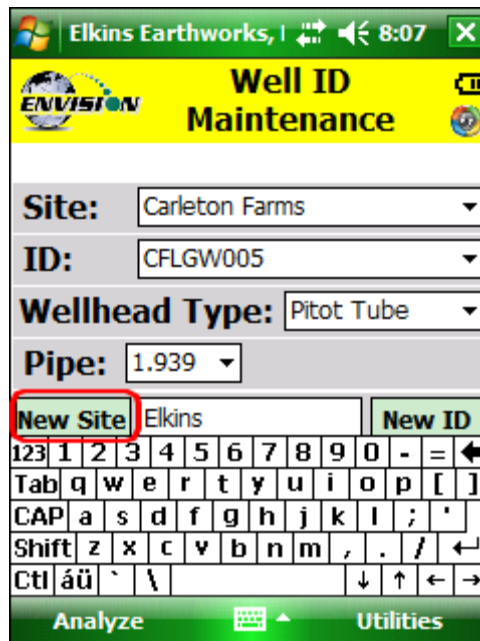 Elkins Earthworks, I 8:07
ENVISION
Well ID
Maintenance
Site: Carleton Farms
ID: CFLGW005
Wellhead Type: Pitot Tube
Pipe: 1.939
New Site Elkins New ID
123 1 2 3 4 5 6 7 8 9 0 - =
Tab q w e r t y u i o p [ ]
CAP a s d f g h j k l ; '
Shift z x c v b n m , . /
Ctl áü ` \
Analyze Utilities